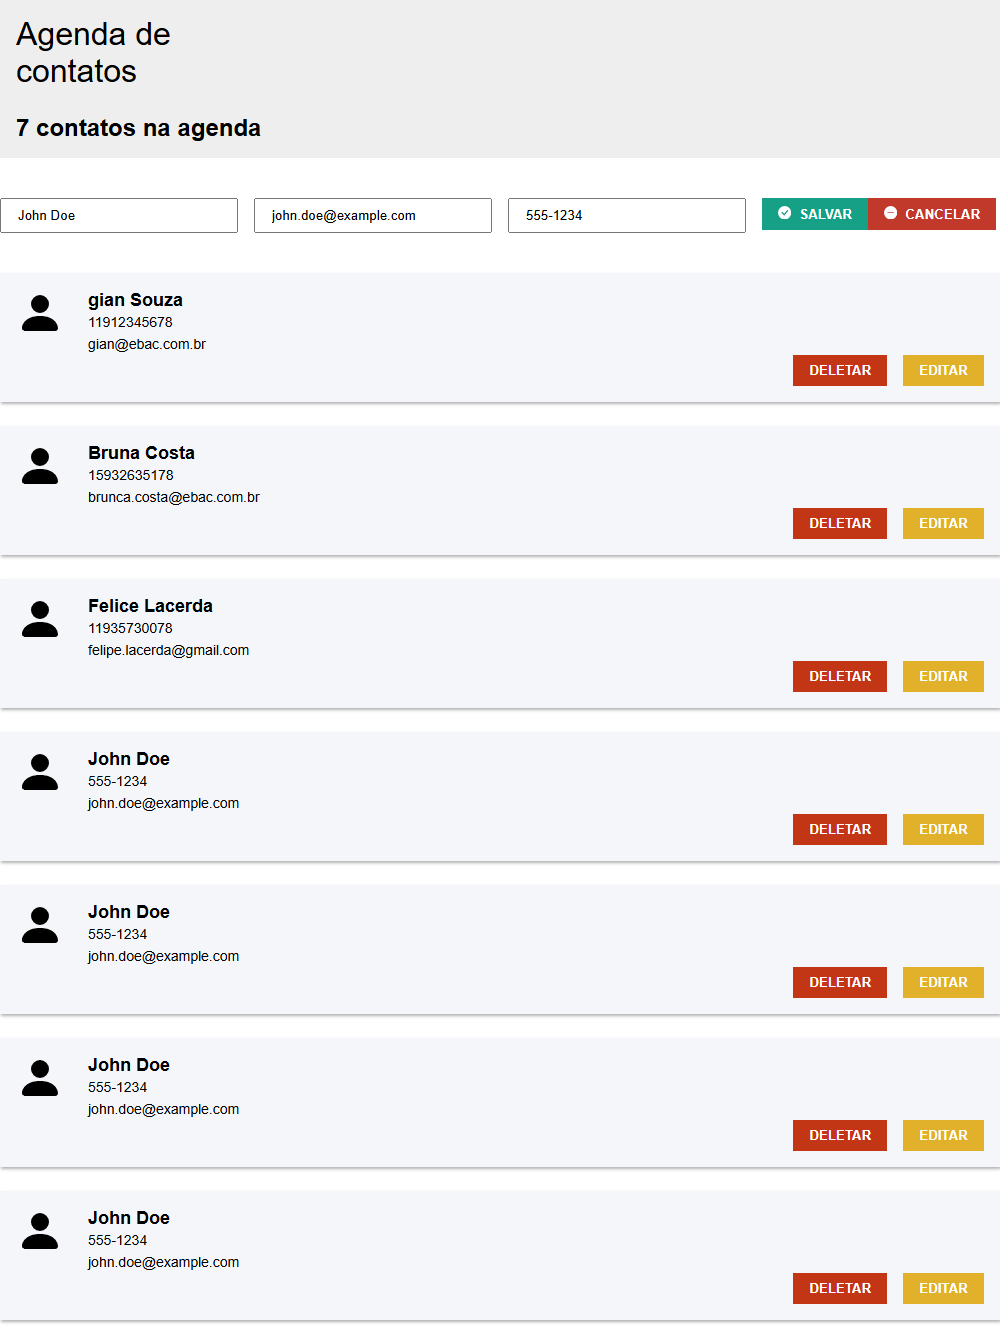 Agenda de
contatos
7 contatos na agenda
John Doe john.doe@example.com 555-1234 SALVAR CANCELAR
gian Souza
11912345678
gian@ebac.com.br
DELETAR EDITAR
Bruna Costa
15932635178
brunca.costa@ebac.com.br
DELETAR EDITAR
Felice Lacerda
11935730078
felipe.lacerda@gmail.com
DELETAR EDITAR
John Doe
555-1234
john.doe@example.com
DELETAR EDITAR
John Doe
555-1234
john.doe@example.com
DELETAR EDITAR
John Doe
555-1234
john.doe@example.com
DELETAR EDITAR
John Doe
555-1234
john.doe@example.com
DELETAR EDITAR